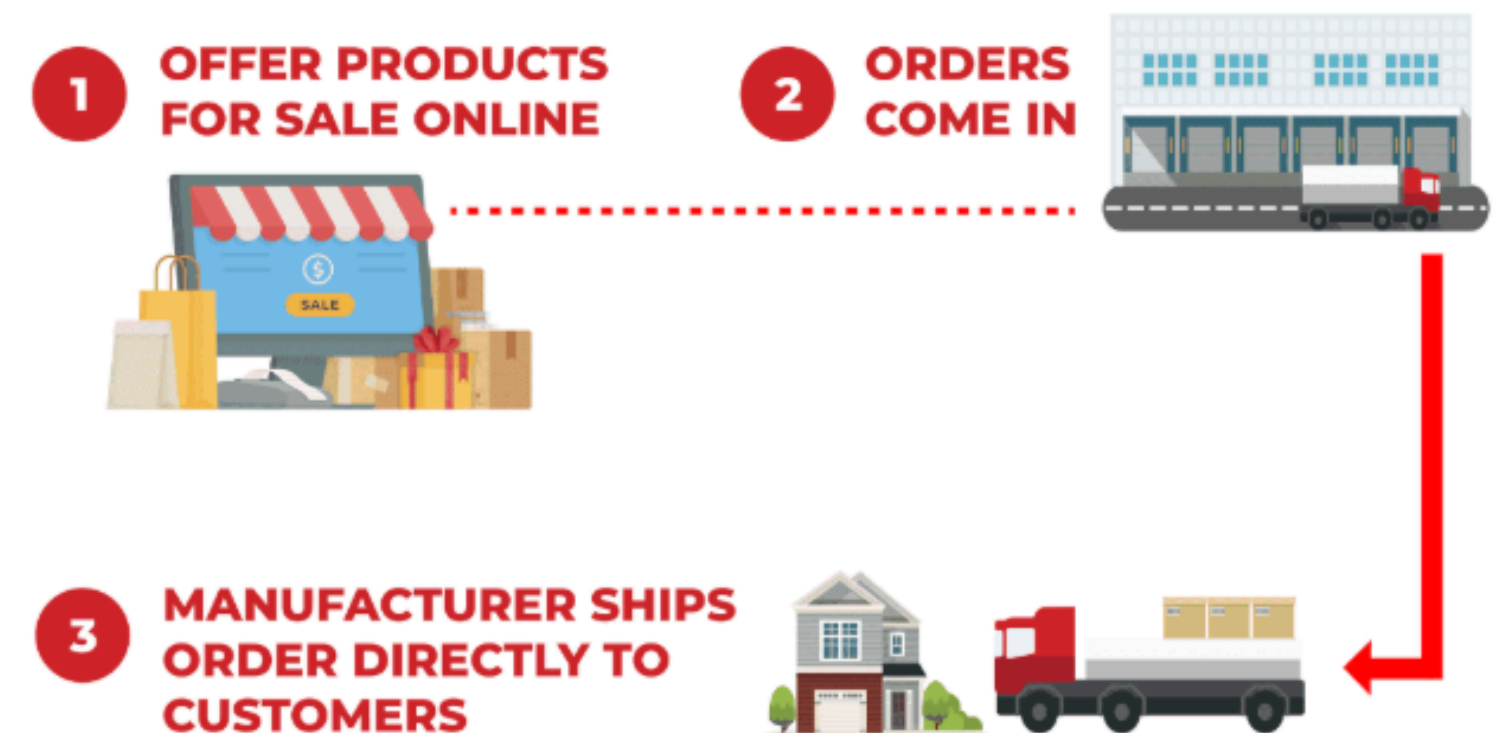 1
OFFER PRODUCTS
FOR SALE ONLINE
2
ORDERS
COME IN
$
SALE
3
MANUFACTURER SHIPS
ORDER DIRECTLY TO
CUSTOMERS